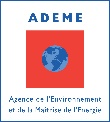 ADEME
Agence de l'Environnement
et de la Maîtrise de l'Energie